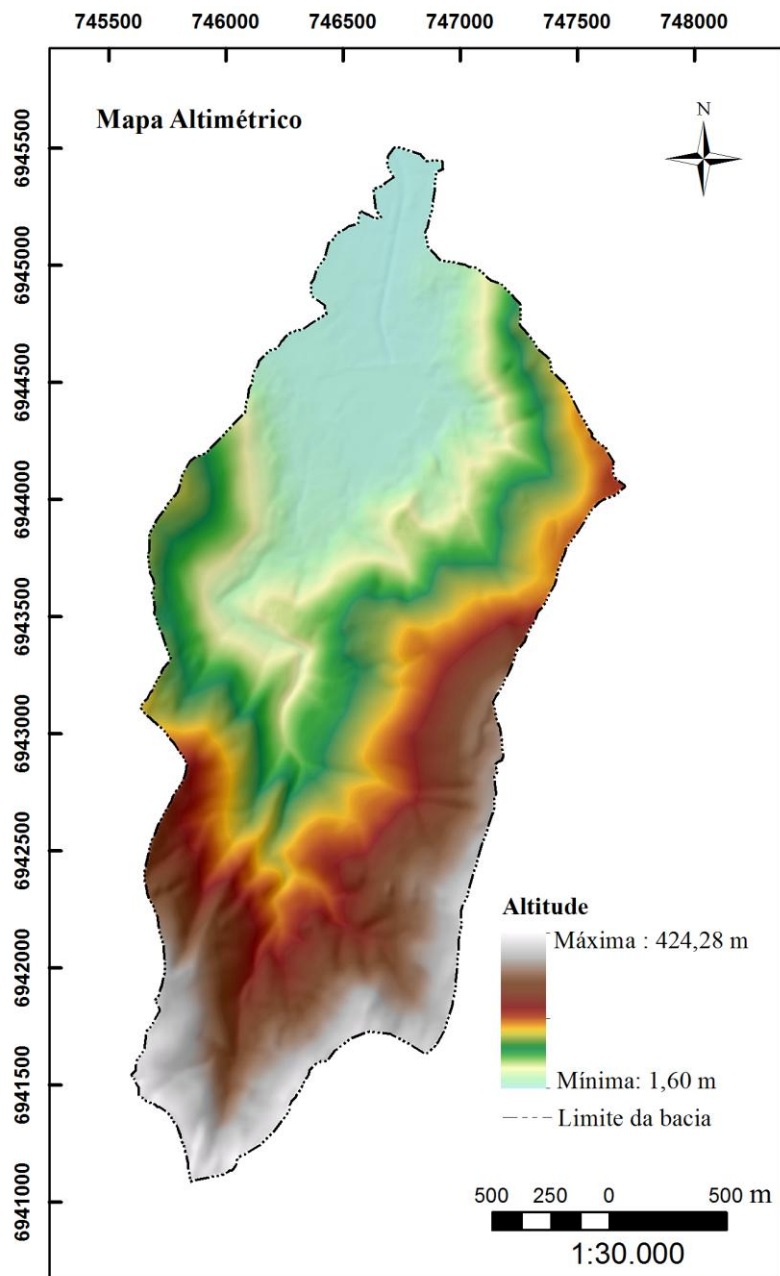 745500 746000 746500 747000 747500 748000
Mapa Altimétrico
N
6945500
6945000
6944500
6944000
6943500
6943000
6942500
6942000
6941500
6941000
Altitude
Máxima : 424,28 m
Mínima: 1,60 m
Limite da bacia
500 250 0 500 m
1:30.000